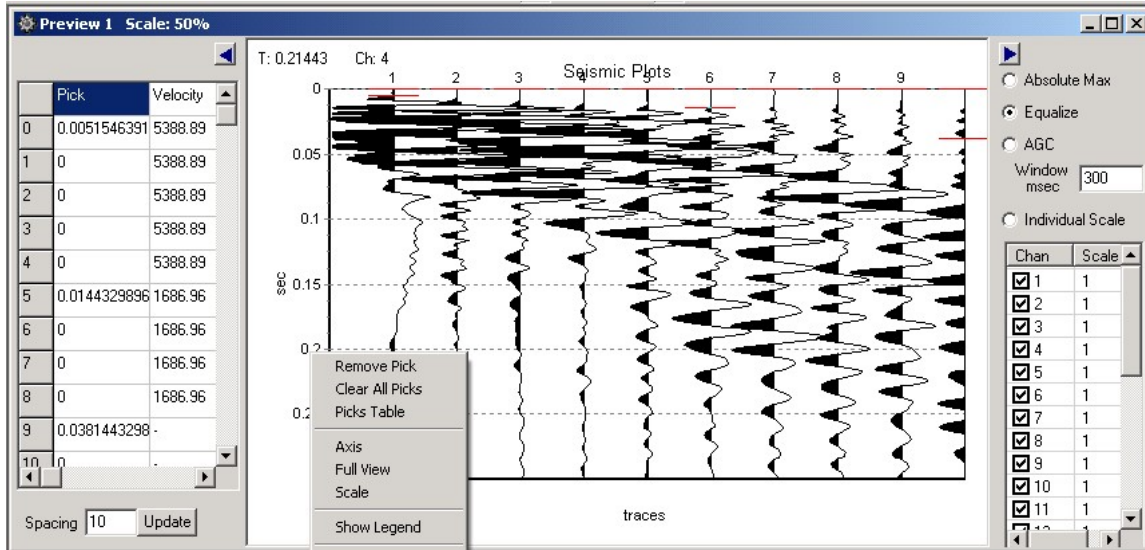 Preview 1 Scale: 50%
T: 0.21443 Ch: 4
Seismic Plots
1 2 3 4 5 6 7 8 9
0
0.05
0.1
0.15
0.2
sec
traces
Pick Velocity
0 0.0051546391 5388.89
1 0 5388.89
2 0 5388.89
3 0 5388.89
4 0 5388.89
5 0.0144329896 1686.96
6 0 1686.96
7 0 1686.96
8 0 1686.96
9 0.0381443298 -
10 0 -
Spacing 10 Update
Remove Pick
Clear All Picks
Picks Table
Axis
Full View
Scale
Show Legend
Absolute Max
Equalize
AGC
Window
msec 300
Individual Scale
Chan Scale
1 1
2 1
3 1
4 1
5 1
6 1
7 1
8 1
9 1
10 1
11 1